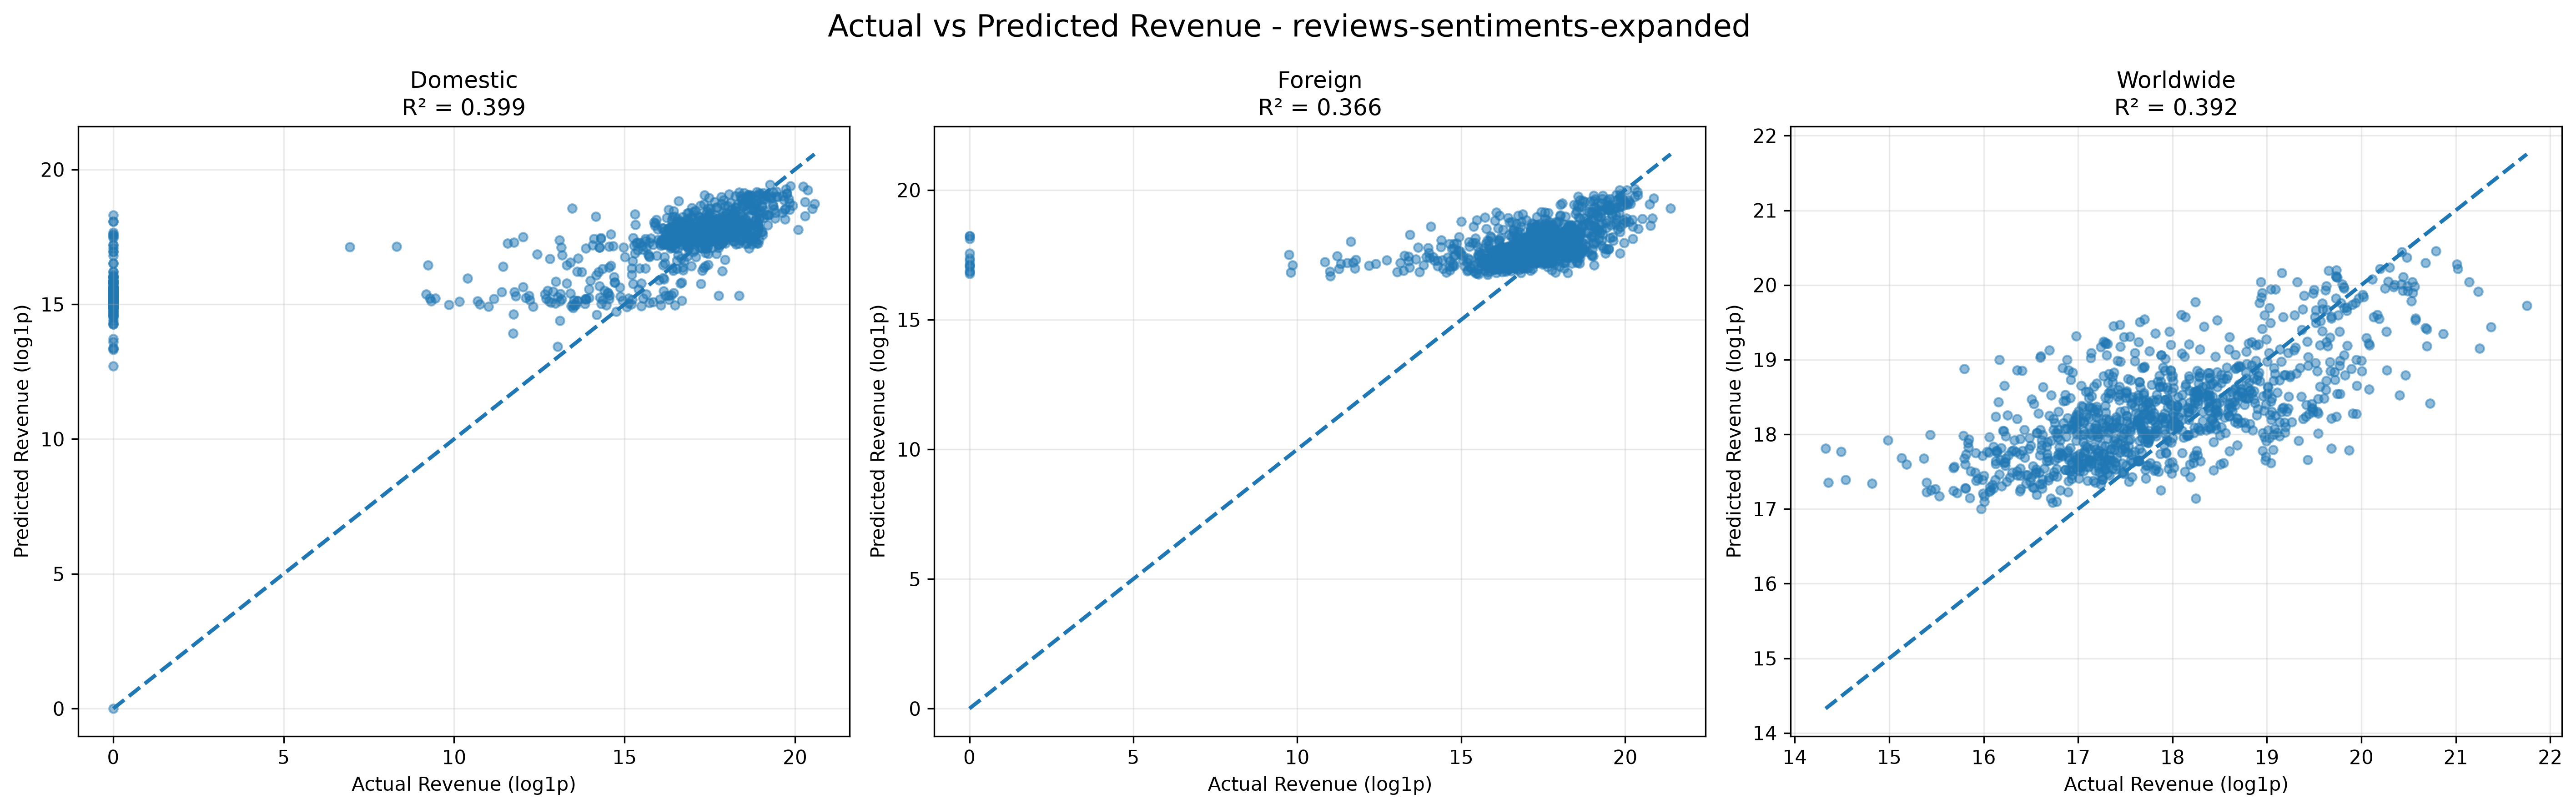 Actual vs Predicted Revenue - reviews-sentiments-expanded
Domestic
R² = 0.399
Predicted Revenue (log1p)
20
15
10
5
0
0 5 10 15 20
Actual Revenue (log1p)
Foreign
R² = 0.366
Predicted Revenue (log1p)
20
15
10
5
0
0 5 10 15 20
Actual Revenue (log1p)
Worldwide
R² = 0.392
Predicted Revenue (log1p)
22
21
20
19
18
17
16
15
14
14 15 16 17 18 19 20 21 22
Actual Revenue (log1p)